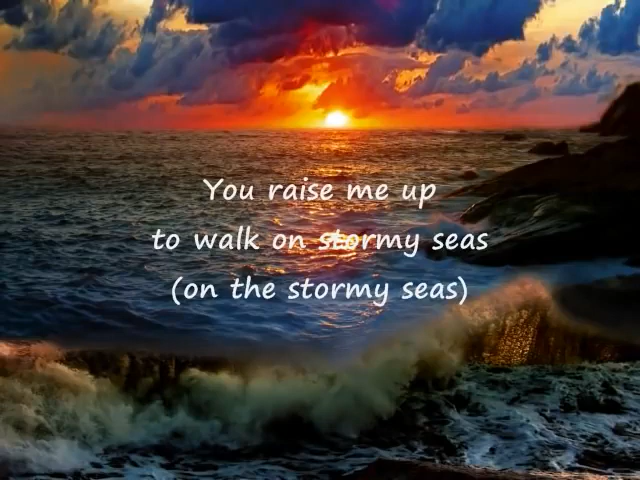 You raise me up
to walk on stormy seas
(on the stormy seas)